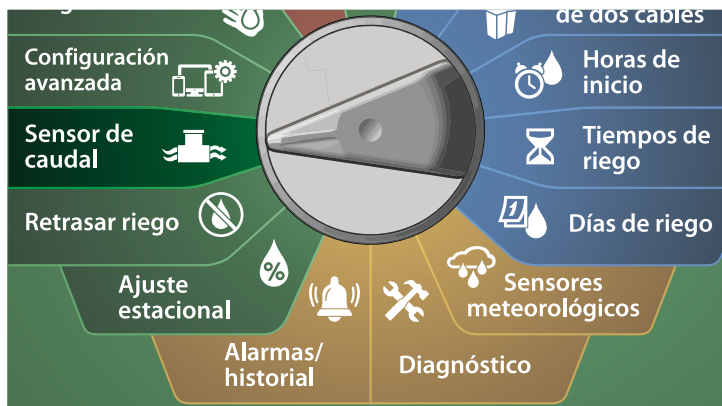 de dos cables
Configuración
avanzada
Horas de
inicio
Sensor de
caudal
Tiempos de
riego
Retrasar riego
1
Días de riego
%
Ajuste
estacional
Sensores
meteorológicos
Alarmas/
historial
Diagnóstico